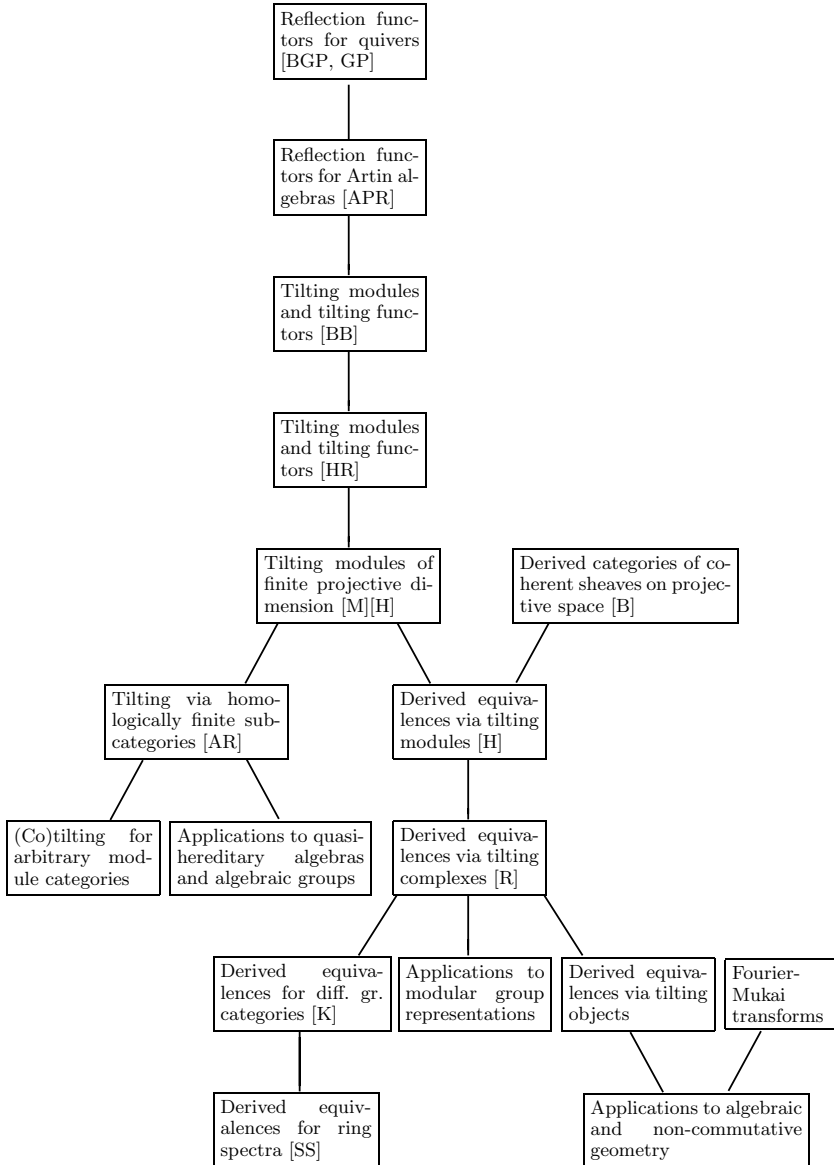 Reflection func-
tors for quivers
[BGP, GP]
Reflection func-
tors for Artin al-
gebras [APR]
Tilting modules
and tilting func-
tors [BB]
Tilting modules
and tilting func-
tors [HR]
Tilting modules of
finite projective di-
mension [M][H]
Derived categories of co-
herent sheaves on projec-
tive space [B]
Tilting via homo-
logically finite sub-
categories [AR]
Derived equiva-
lences via tilting
modules [H]
(Co)tilting for
arbitrary mod-
ule categories
Applications to quasi-
hereditary algebras
and algebraic groups
Derived equiva-
lences via tilting
complexes [R]
Derived equiva-
lences for diff. gr.
categories [K]
Applications to
modular group
representations
Derived equiva-
lences via tilting
objects
Fourier-
Mukai
transforms
Derived equiv-
alences for ring
spectra [SS]
Applications to algebraic
and non-commutative
geometry